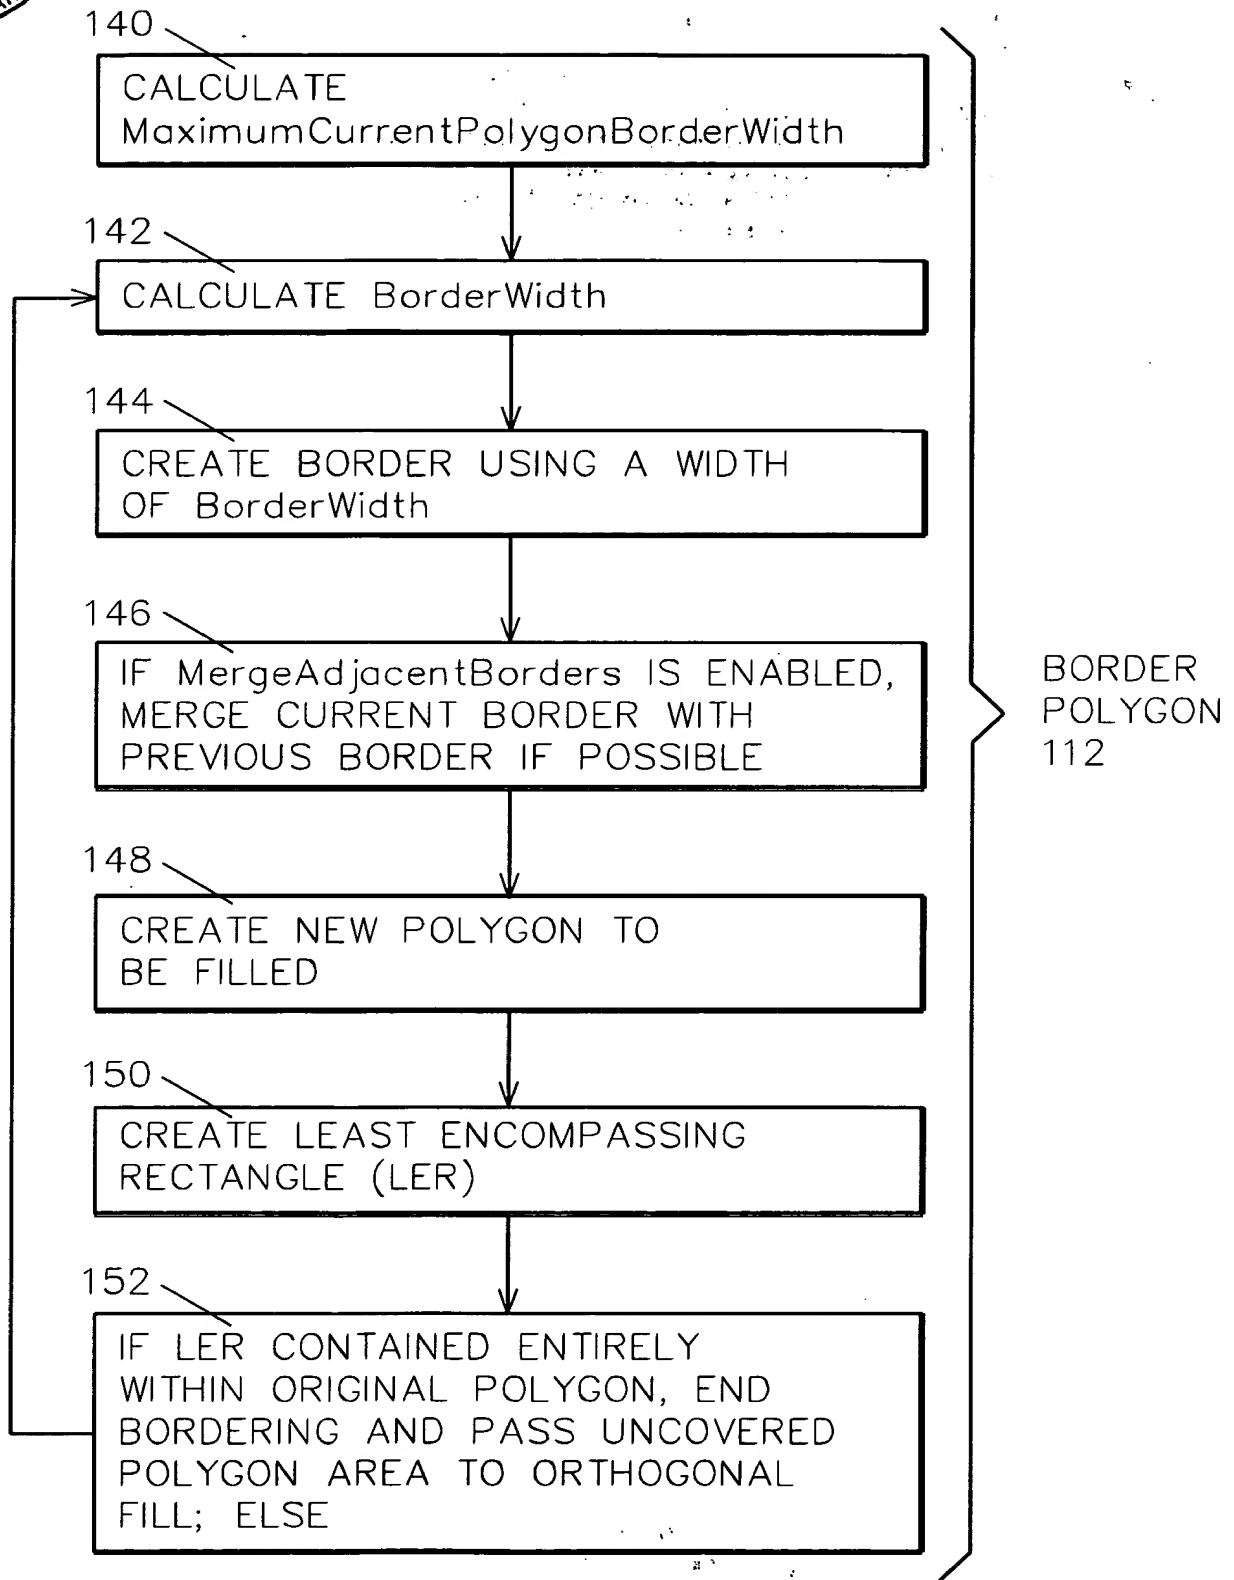 140
CALCULATE
MaximumCurrentPolygonBorderWidth
142
CALCULATE BorderWidth
144
CREATE BORDER USING A WIDTH
OF BorderWidth
146
IF MergeAdjacentBorders IS ENABLED,
MERGE CURRENT BORDER WITH
PREVIOUS BORDER IF POSSIBLE
BORDER
POLYGON
112
148
CREATE NEW POLYGON TO
BE FILLED
150
CREATE LEAST ENCOMPASSING
RECTANGLE (LER)
152
IF LER CONTAINED ENTIRELY
WITHIN ORIGINAL POLYGON, END
BORDERING AND PASS UNCOVERED
POLYGON AREA TO ORTHOGONAL
FILL; ELSE